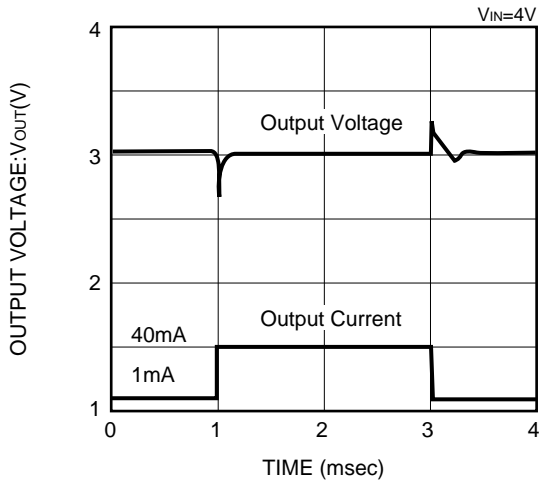 VIN=4V
OUTPUT VOLTAGE:VOUT(V)
4
3
2
1
Output Voltage
Output Current
40mA
1mA
0 1 2 3 4
TIME (msec)